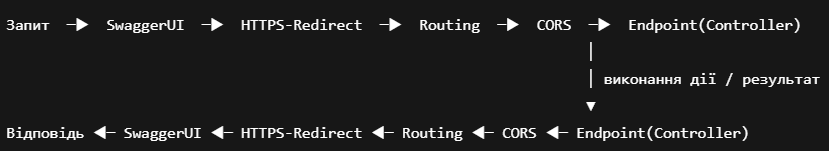 Запит → SwaggerUI → HTTPS-Redirect → Routing → CORS → Endpoint(Controller)
виконання дії / результат
Відповідь ← SwaggerUI ← HTTPS-Redirect ← Routing ← CORS ← Endpoint(Controller)